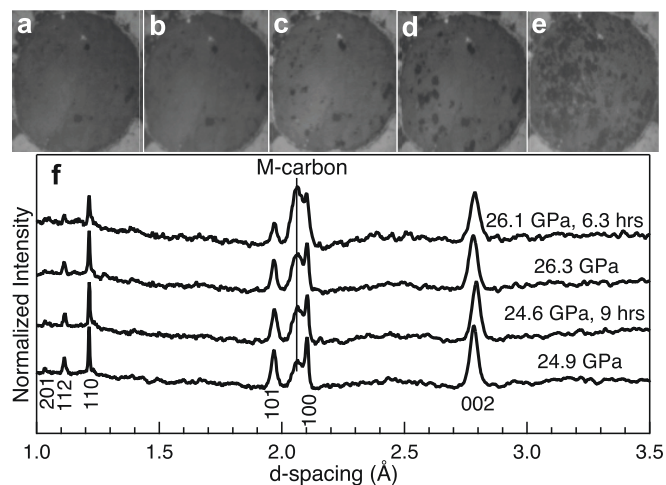 a b c d e
f
M-carbon
26.1 GPa, 6.3 hrs
26.3 GPa
24.6 GPa, 9 hrs
24.9 GPa
Normalized Intensity
201 112 110 101 100 002
1.0 1.5 2.0 2.5 3.0 3.5
d-spacing (Å)